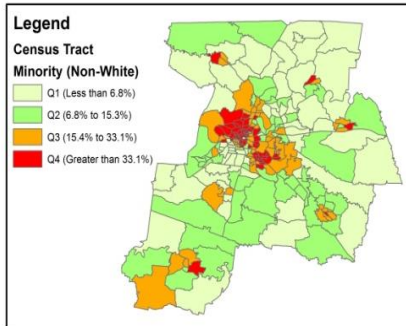 Legend
Census Tract
Minority (Non-White)
Q1 (Less than 6.8%)
Q2 (6.8% to 15.3%)
Q3 (15.4% to 33.1%)
Q4 (Greater than 33.1%)